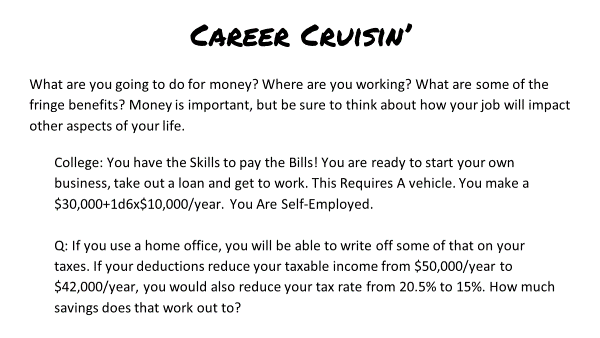 Career Cruisin'
What are you going to do for money? Where are you working? What are some of the
fringe benefits? Money is important, but be sure to think about how your job will impact
other aspects of your life.
College: You have the Skills to pay the Bills! You are ready to start your own
business, take out a loan and get to work. This Requires A vehicle. You make a
$30,000+1d6x$10,000/year. You Are Self-Employed.
Q: If you use a home office, you will be able to write off some of that on your
taxes. If your deductions reduce your taxable income from $50,000/year to
$42,000/year, you would also reduce your tax rate from 20.5% to 15%. How much
savings does that work out to?